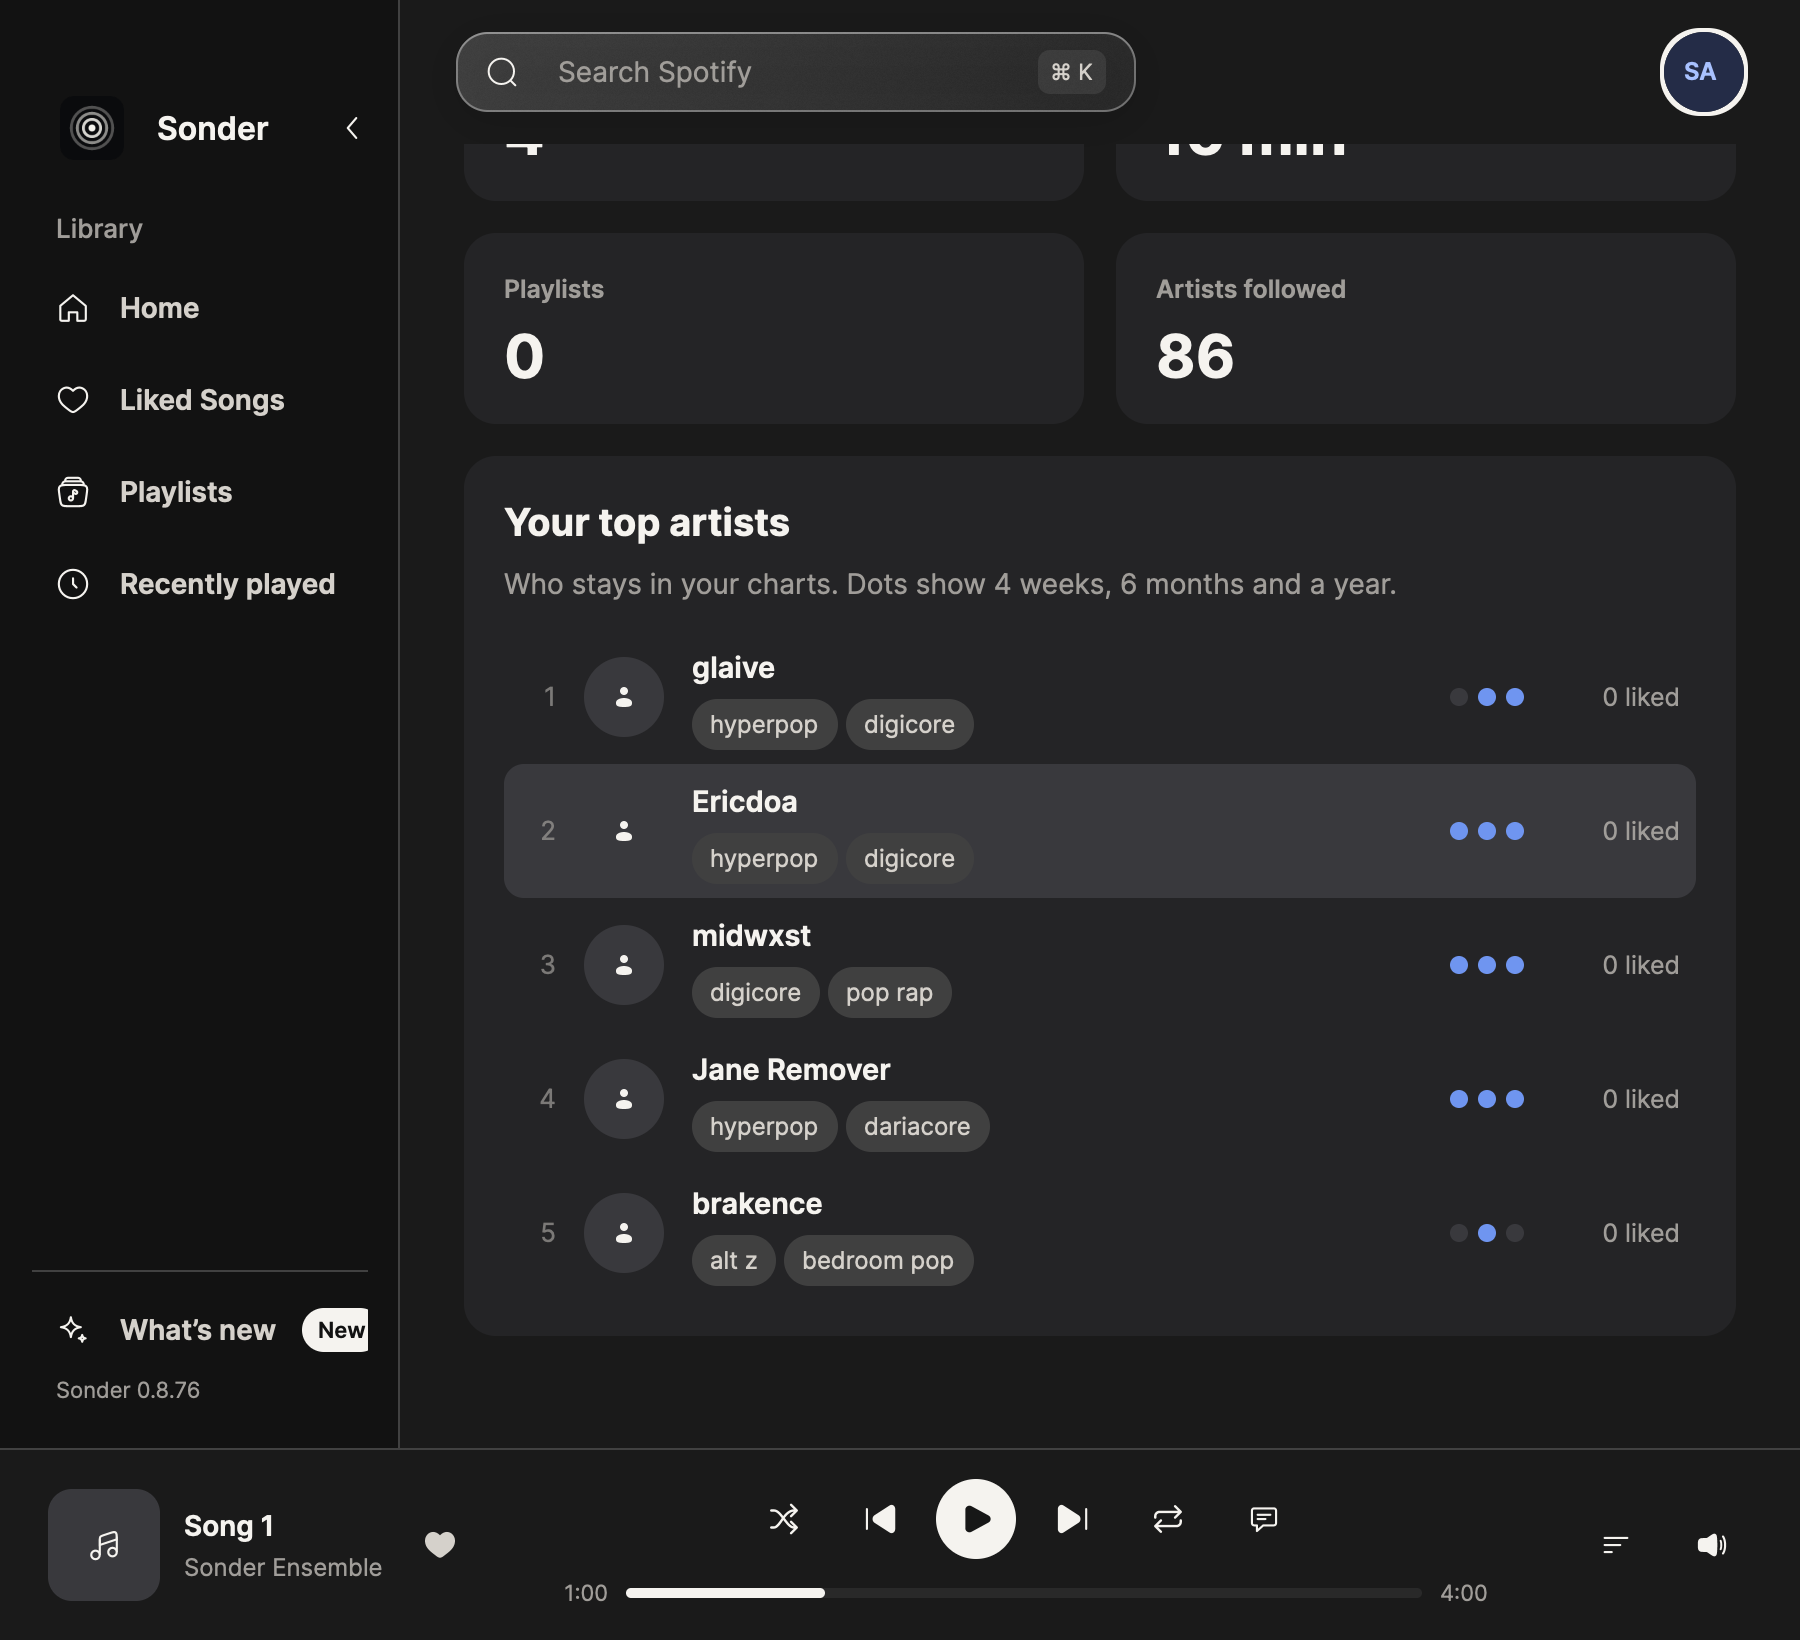 Search Spotify
⌘ K
SA
Sonder
Library
Home
Liked Songs
Playlists
Recently played
What’s new
New
Sonder 0.8.76
Playlists
0
Artists followed
86
Your top artists
Who stays in your charts. Dots show 4 weeks, 6 months and a year.
1
glaive
hyperpop digicore
0 liked
2
Ericdoa
hyperpop digicore
0 liked
3
midwxst
digicore pop rap
0 liked
4
Jane Remover
hyperpop dariacore
0 liked
5
brakence
alt z bedroom pop
0 liked
Song 1
Sonder Ensemble
1:00
4:00